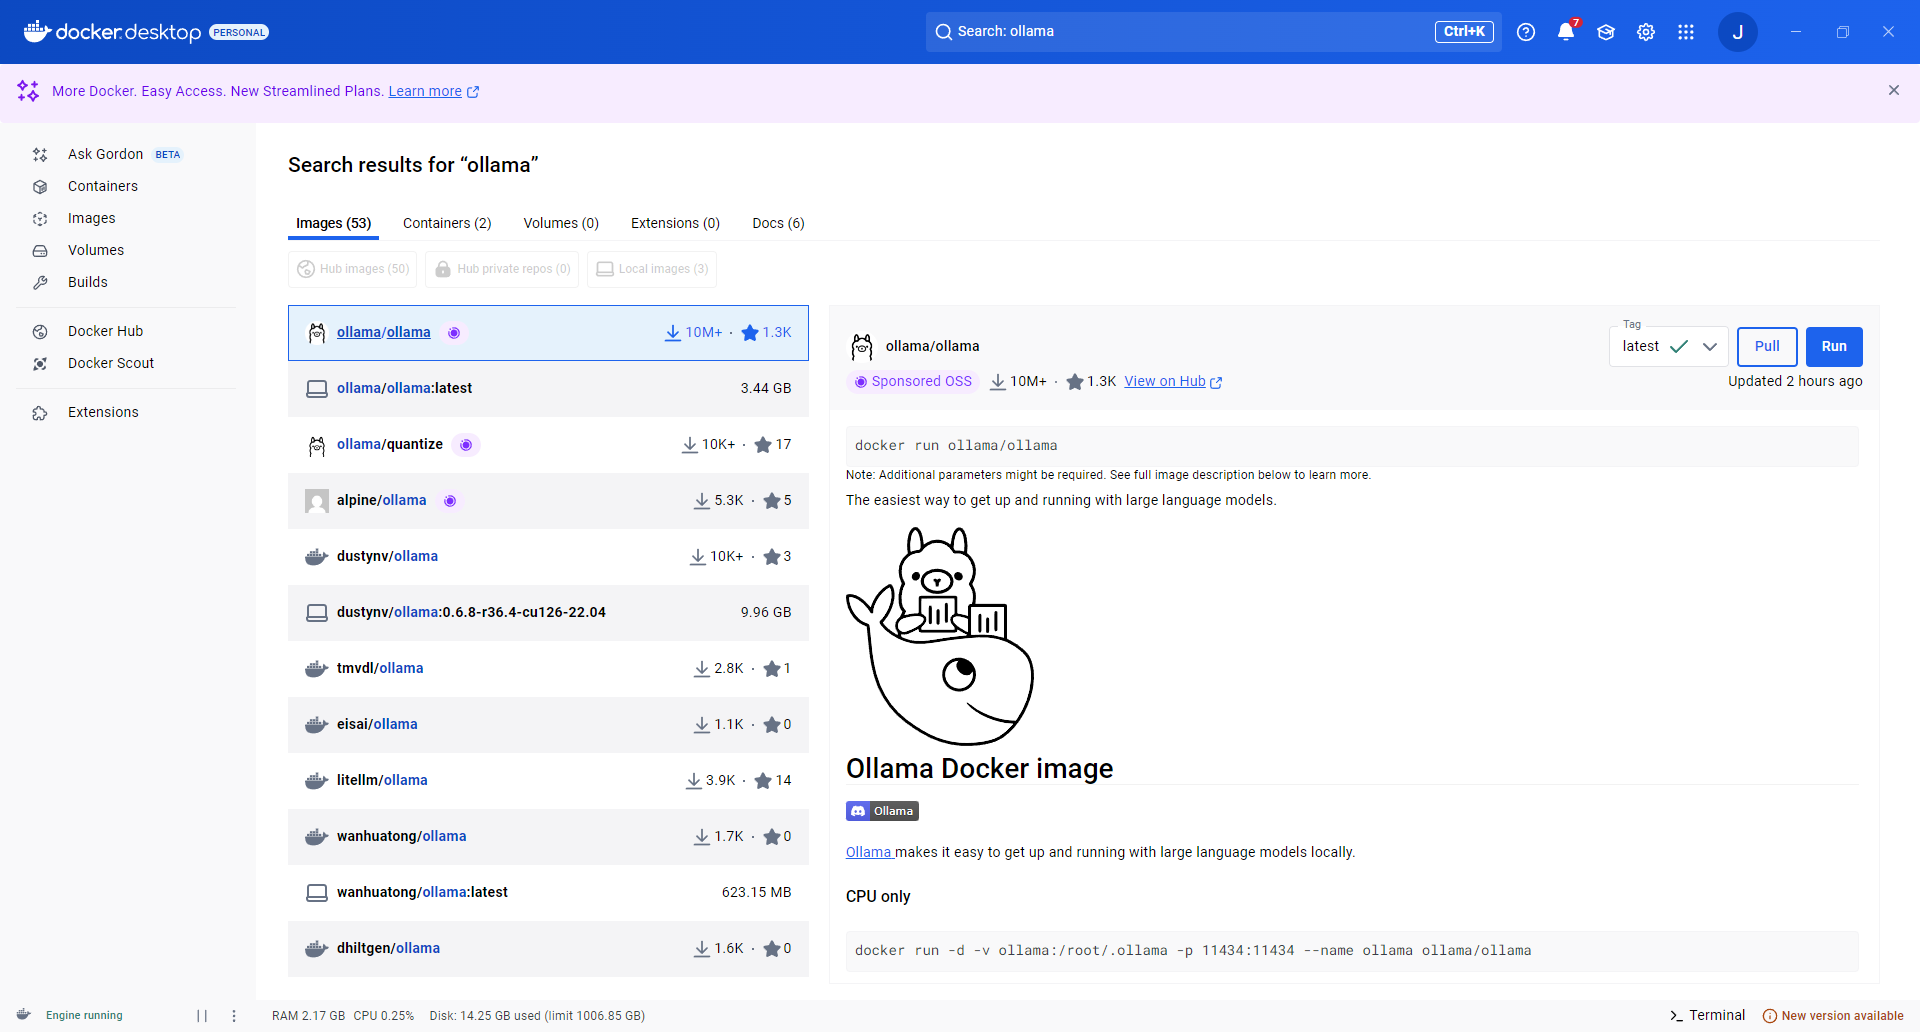 docker.desktop PERSONAL
Search: ollama
Ctrl+K
7
J
More Docker. Easy Access. New Streamlined Plans. Learn more
Ask Gordon BETA
Containers
Images
Volumes
Builds
Docker Hub
Docker Scout
Extensions
Search results for “ollama”
Images (53)
Containers (2)
Volumes (0)
Extensions (0)
Docs (6)
Hub images (50)
Hub private repos (0)
Local images (3)
ollama/ollama 10M+ · 1.3K
ollama/ollama:latest 3.44 GB
ollama/quantize 10K+ · 17
alpine/ollama 5.3K · 5
dustynv/ollama 10K+ · 3
dustynv/ollama:0.6.8-r36.4-cu126-22.04 9.96 GB
tmvdl/ollama 2.8K · 1
eisai/ollama 1.1K · 0
litellm/ollama 3.9K · 14
wanhuatong/ollama 1.7K · 0
wanhuatong/ollama:latest 623.15 MB
dhiltgen/ollama 1.6K · 0
ollama/ollama
Tag
latest
Pull
Run
Sponsored OSS 10M+ · 1.3K View on Hub
Updated 2 hours ago
docker run ollama/ollama
Note: Additional parameters might be required. See full image description below to learn more.
The easiest way to get up and running with large language models.
Ollama Docker image
Ollama
Ollama makes it easy to get up and running with large language models locally.
CPU only
docker run -d -v ollama:/root/.ollama -p 11434:11434 --name ollama ollama/ollama
Engine running
RAM 2.17 GB CPU 0.25% Disk: 14.25 GB used (limit 1006.85 GB)
Terminal
New version available